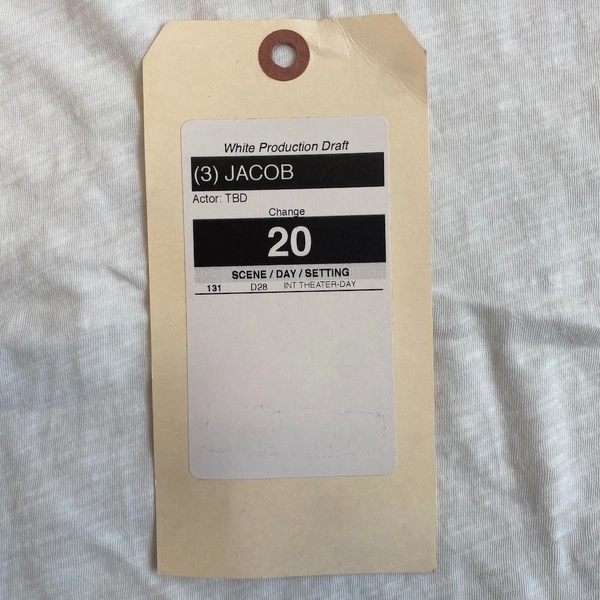 White Production Draft
(3) JACOB
Actor: TBD
Change
20
SCENE / DAY / SETTING
131 D28 INT THEATER-DAY